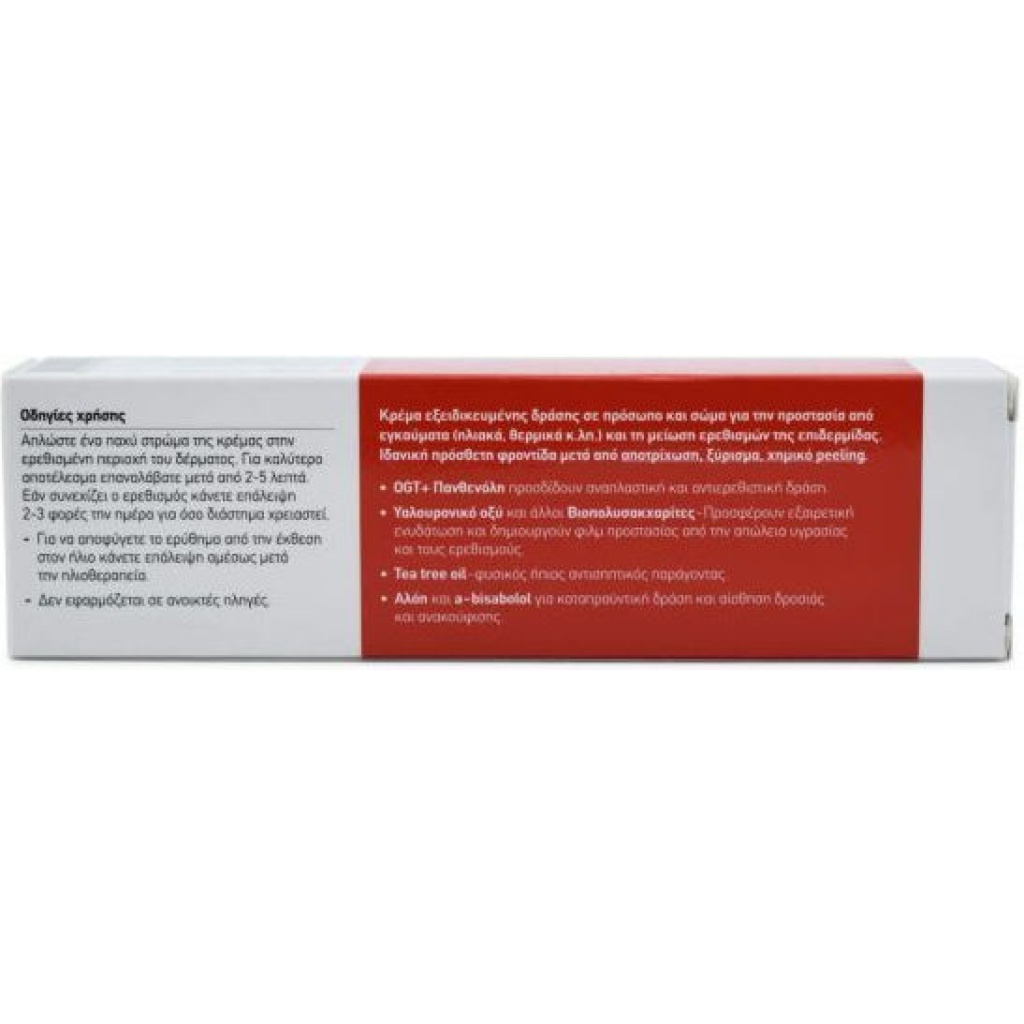 Οδηγίες χρήσης
Απλώστε ένα παχύ στρώμα της κρέμας στην
ερεθισμένη περιοχή του δέρματος. Για καλύτερο
αποτέλεσμα επαναλάβατε μετά από 2-5 λεπτά.
Εάν συνεχίζει ο ερεθισμός κάνετε επάλειψη
2-3 φορές την ημέρα για όσο διάστημα χρειαστεί.
- Για να αποφύγετε το ερύθημα από την έκθεση
στον ήλιο κάνετε επάλειψη αμέσως μετά
την ηλιοθεραπεία.
- Δεν εφαρμόζεται σε ανοικτές πληγές.
Κρέμα εξειδικευμένης δράσης σε πρόσωπο και σώμα για την προστασία από
εγκαύματα (ηλιακά, θερμικά κ.λπ.) και τη μείωση ερεθισμών της επιδερμίδας.
Ιδανική πρόσθετη φροντίδα μετά από αποτρίχωση, ξύρισμα, χημικό peeling.
• OGT+ Πανθενόλη προσδίδουν αναπλαστική και αντιερεθιστική δράση.
• Υαλουρονικό οξύ και άλλοι Βιοπολυσακχαρίτες - Προσφέρουν εξαιρετική
ενυδάτωση και δημιουργούν φιλμ προστασίας από την απώλεια υγρασίας
και τους ερεθισμούς.
• Tea tree oil - φυσικός ήπιος αντισηπτικός παράγοντας
• Αλόη και a-bisabolol για καταπραϋντική δράση και αίσθηση δροσιάς
και ανακούφισης